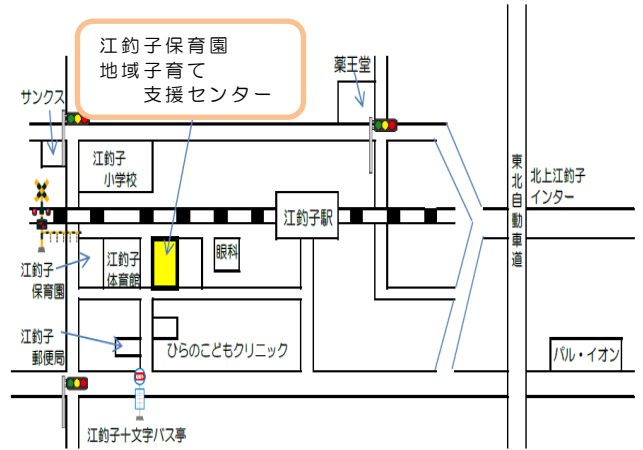 江釣子保育園
地域子育て
支援センター
薬王堂
サンクス
江釣子
小学校
東北自動車道
北上江釣子
インター
江釣子駅
江釣子
保育園
江釣子
体育館
眼科
江釣子
郵便局
ひらのこどもクリニック
パル・イオン
江釣子十文字バス亭